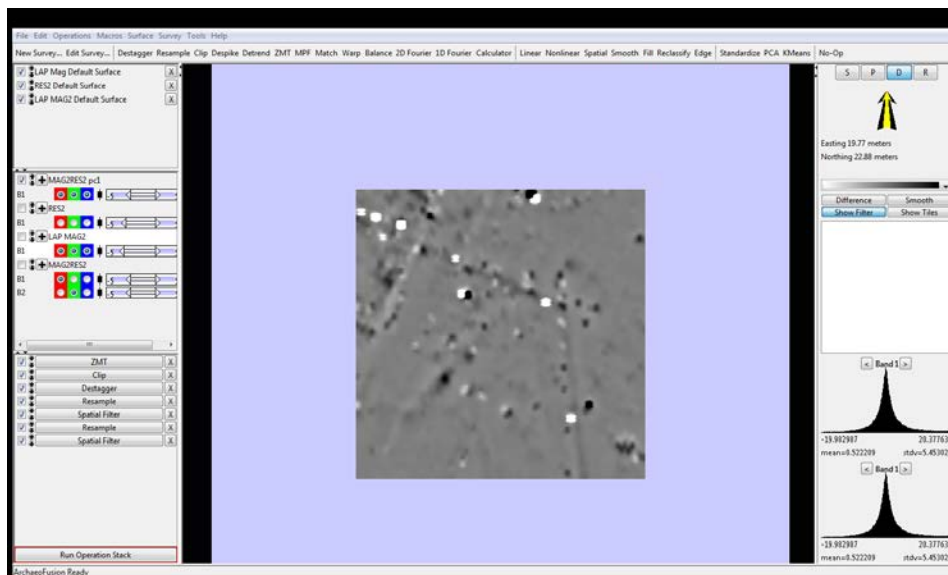 File Edit Operations Macros Surface Survey Tools Help
New Survey... Edit Survey... Destagger Resample Clip Despike Detrend ZMT MPF Match Warp Balance 2D Fourier 1D Fourier Calculator Linear Nonlinear Spatial Smooth Fill Reclassify Edge Standardize PCA KMeans No-Op
LAP Mag Default Surface X
RES2 Default Surface X
LAP MAG2 Default Surface X
MAG2RES2 pc1
B1
RES2
B1
LAP MAG2
B1
MAG2RES2
B1
B2
ZMT X
Clip X
Destagger X
Resample X
Spatial Filter X
Resample X
Spatial Filter X
Run Operation Stack
ArchaeoFusion Ready
S P D R
Easting 19.77 meters
Northing 22.88 meters
Difference Smooth
Show Filter Show Tiles
< Band 1 >
-19.982987 20.37763
mean=0.522209 stdv=5.45302
< Band 1 >
-19.982987 20.37763
mean=0.522209 stdv=5.45302